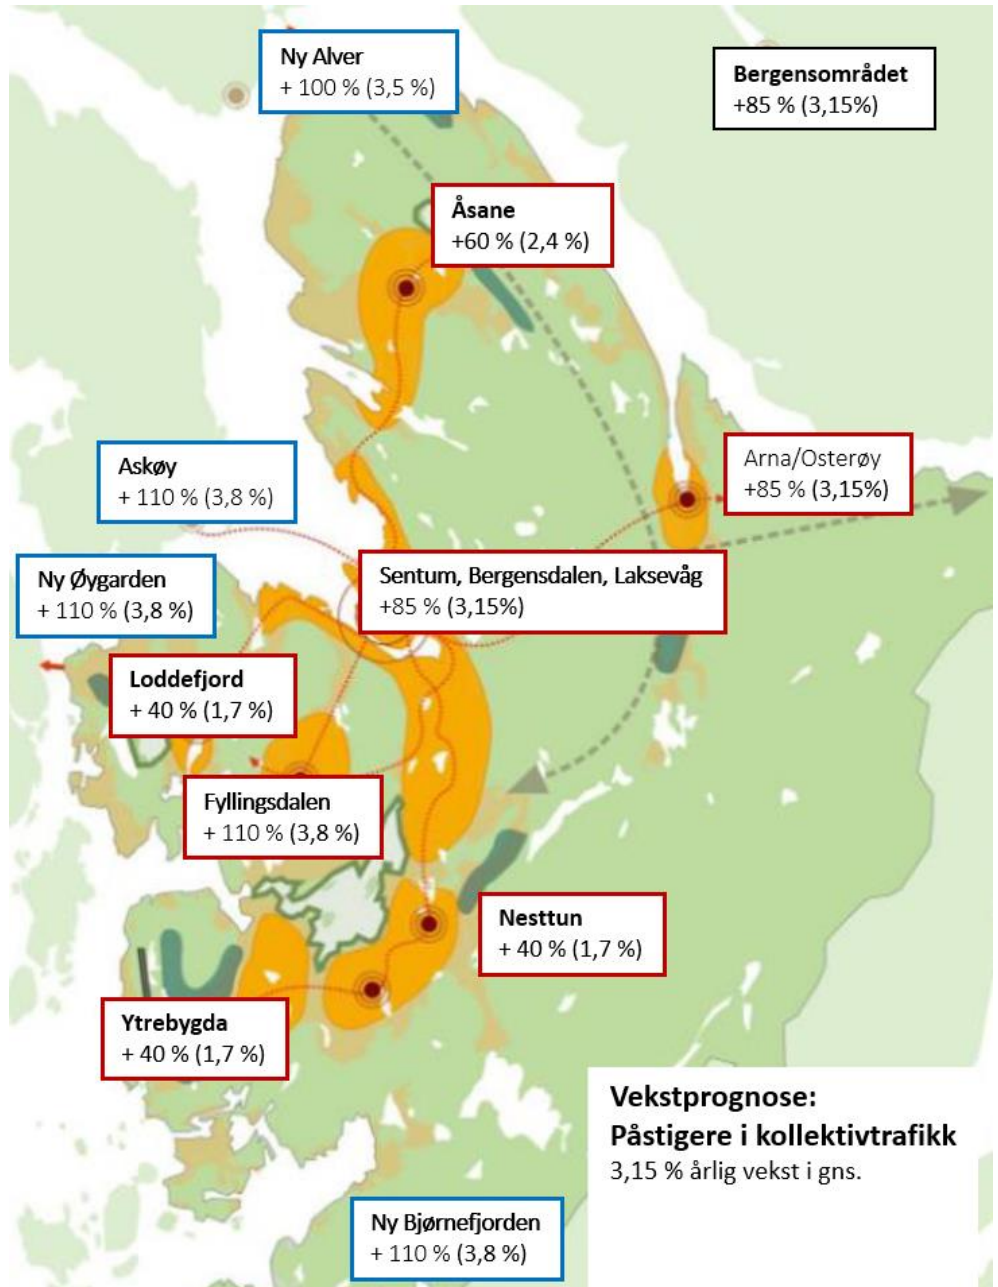 Ny Alver
+ 100 % (3,5 %)
Bergensområdet
+85 % (3,15%)
Åsane
+60 % (2,4 %)
Askøy
+ 110 % (3,8 %)
Arna/Osterøy
+85 % (3,15%)
Ny Øygarden
+ 110 % (3,8 %)
Sentum, Bergensdalen, Laksevåg
+85 % (3,15%)
Loddefjord
+ 40 % (1,7 %)
Fyllingsdalen
+ 110 % (3,8 %)
Nesttun
+ 40 % (1,7 %)
Ytrebygda
+ 40 % (1,7 %)
Vekstprognose:
Påstigere i kollektivtrafikk
3,15 % årlig vekst i gns.
Ny Bjørnefjorden
+ 110 % (3,8 %)